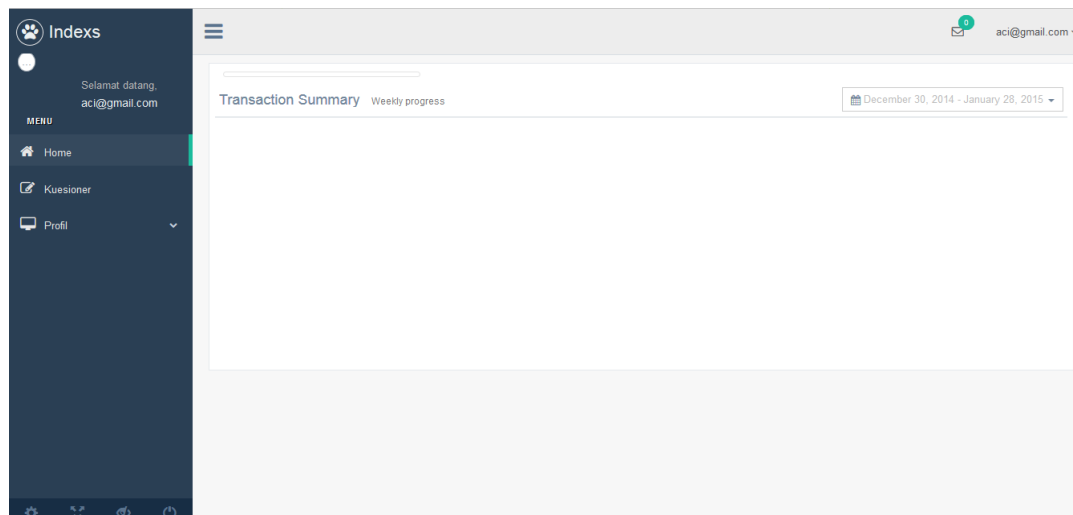 Indexs
0
aci@gmail.com
Selamat datang,
aci@gmail.com
MENU
Home
Kuesioner
Profil
Transaction Summary Weekly progress
December 30, 2014 - January 28, 2015